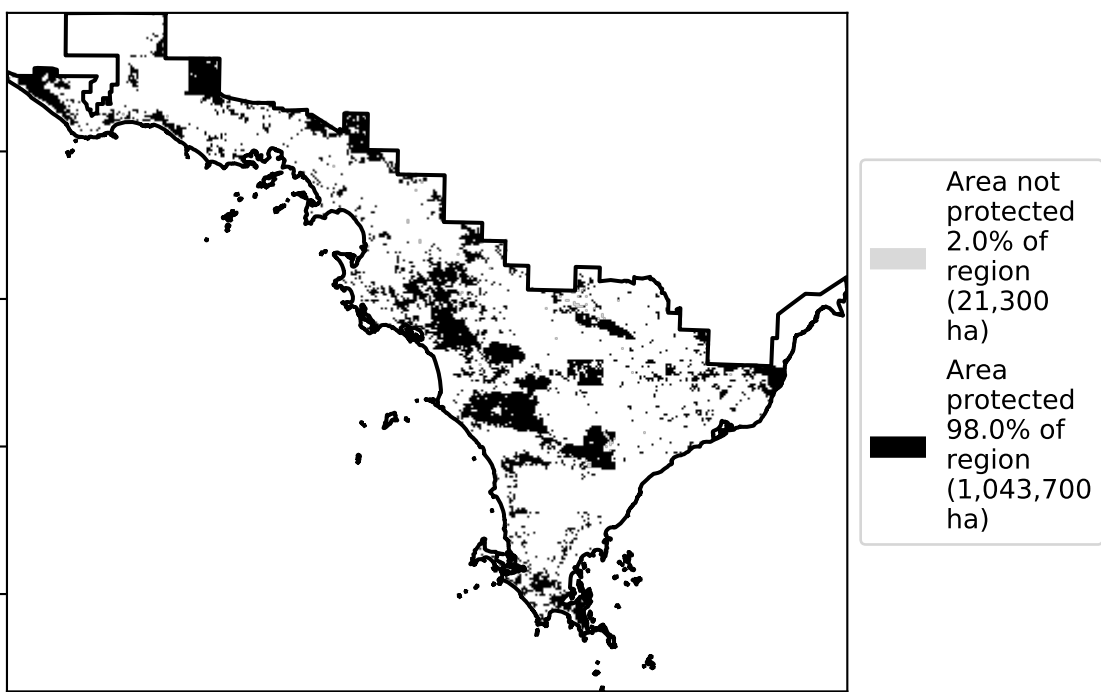 Area not
protected
2.0% of
region
(21,300
ha)
Area
protected
98.0% of
region
(1,043,700
ha)